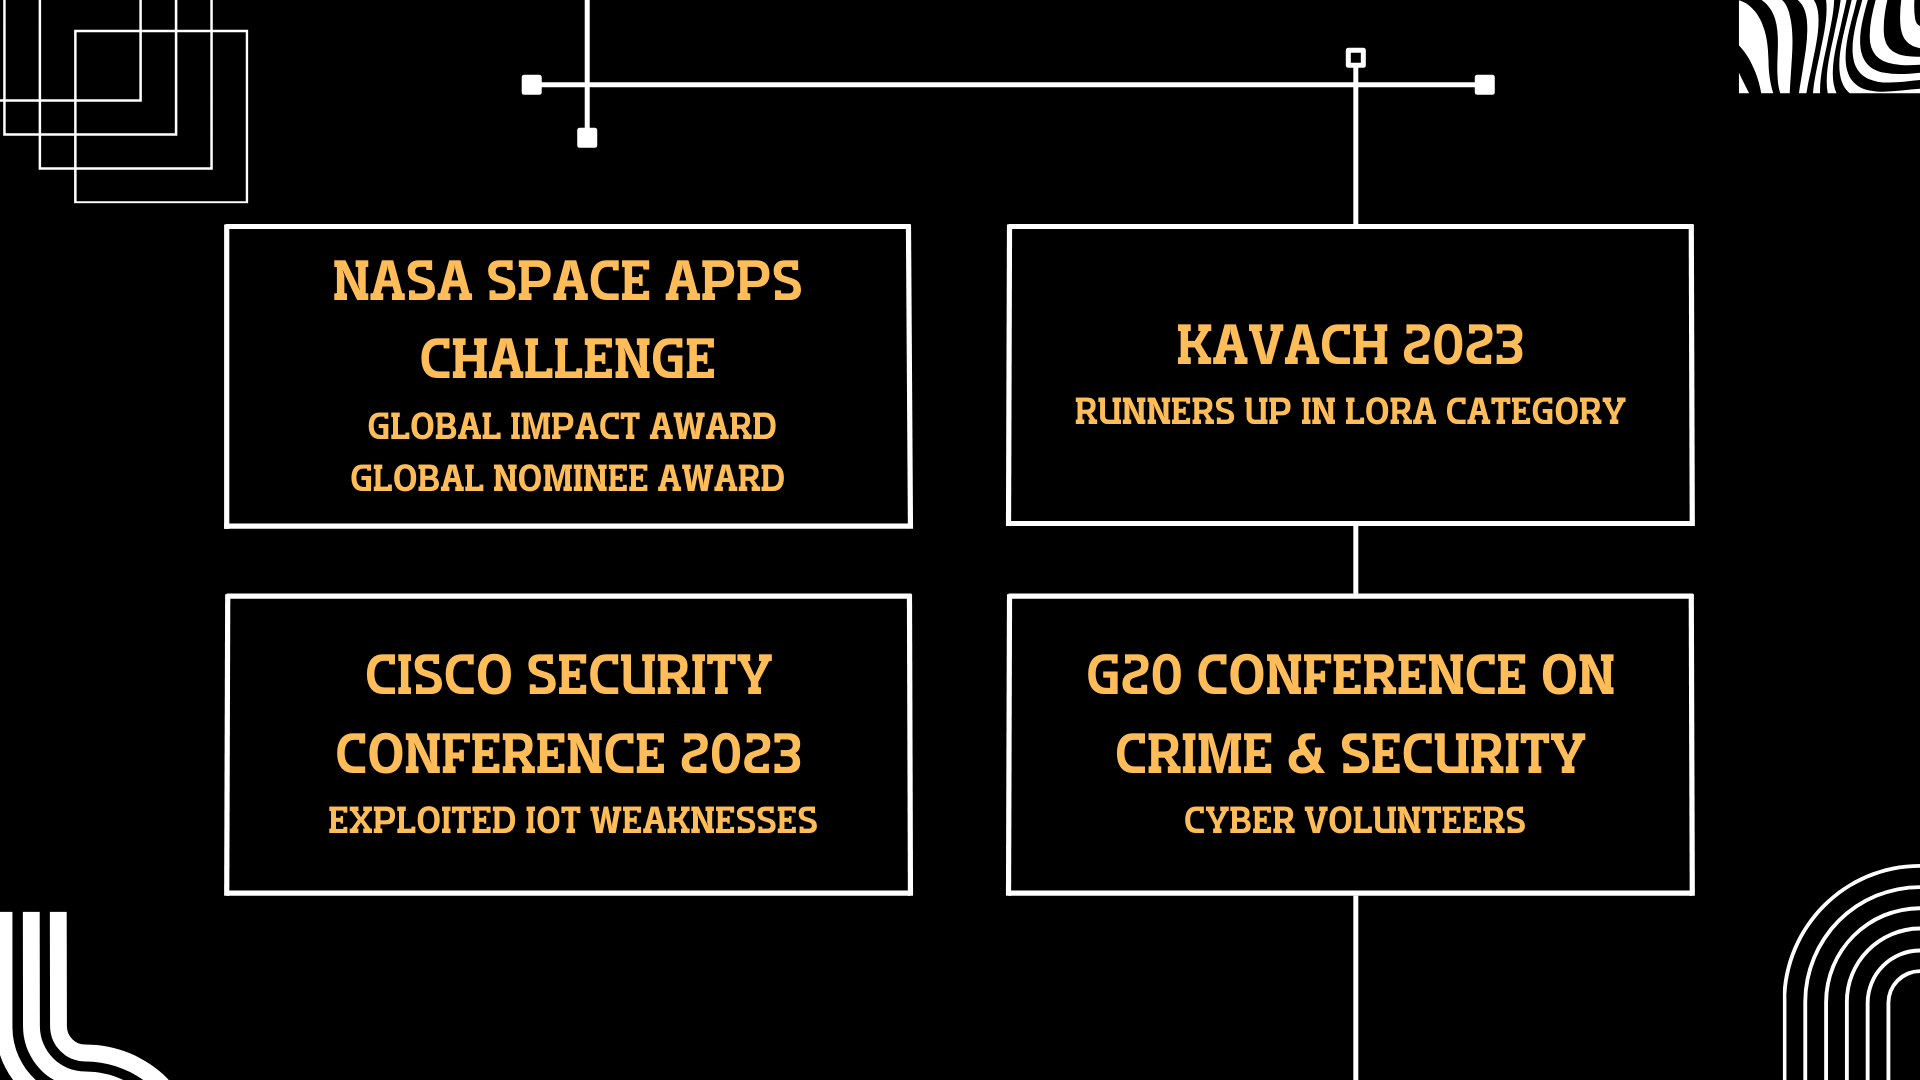 NASA SPACE APPS
CHALLENGE
GLOBAL IMPACT AWARD
GLOBAL NOMINEE AWARD
KAVACH 2023
RUNNERS UP IN LORA CATEGORY
CISCO SECURITY
CONFERENCE 2023
EXPLOITED IOT WEAKNESSES
G20 CONFERENCE ON
CRIME & SECURITY
CYBER VOLUNTEERS